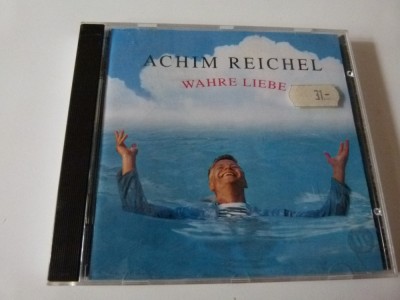 ACHIM REICHEL
WAHRE LIEBE
31.-